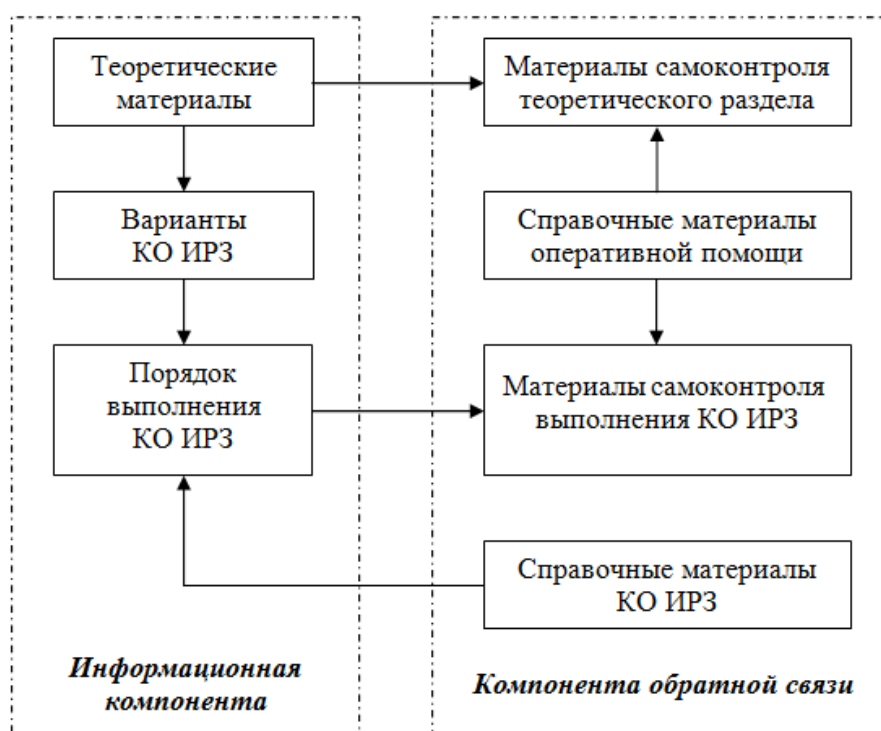 Теоретические
материалы
Материалы самоконтроля
теоретического раздела
Варианты
КО ИРЗ
Справочные материалы
оперативной помощи
Порядок
выполнения
КО ИРЗ
Материалы самоконтроля
выполнения КО ИРЗ
Справочные материалы
КО ИРЗ
Информационная
компонента
Компонента обратной связи